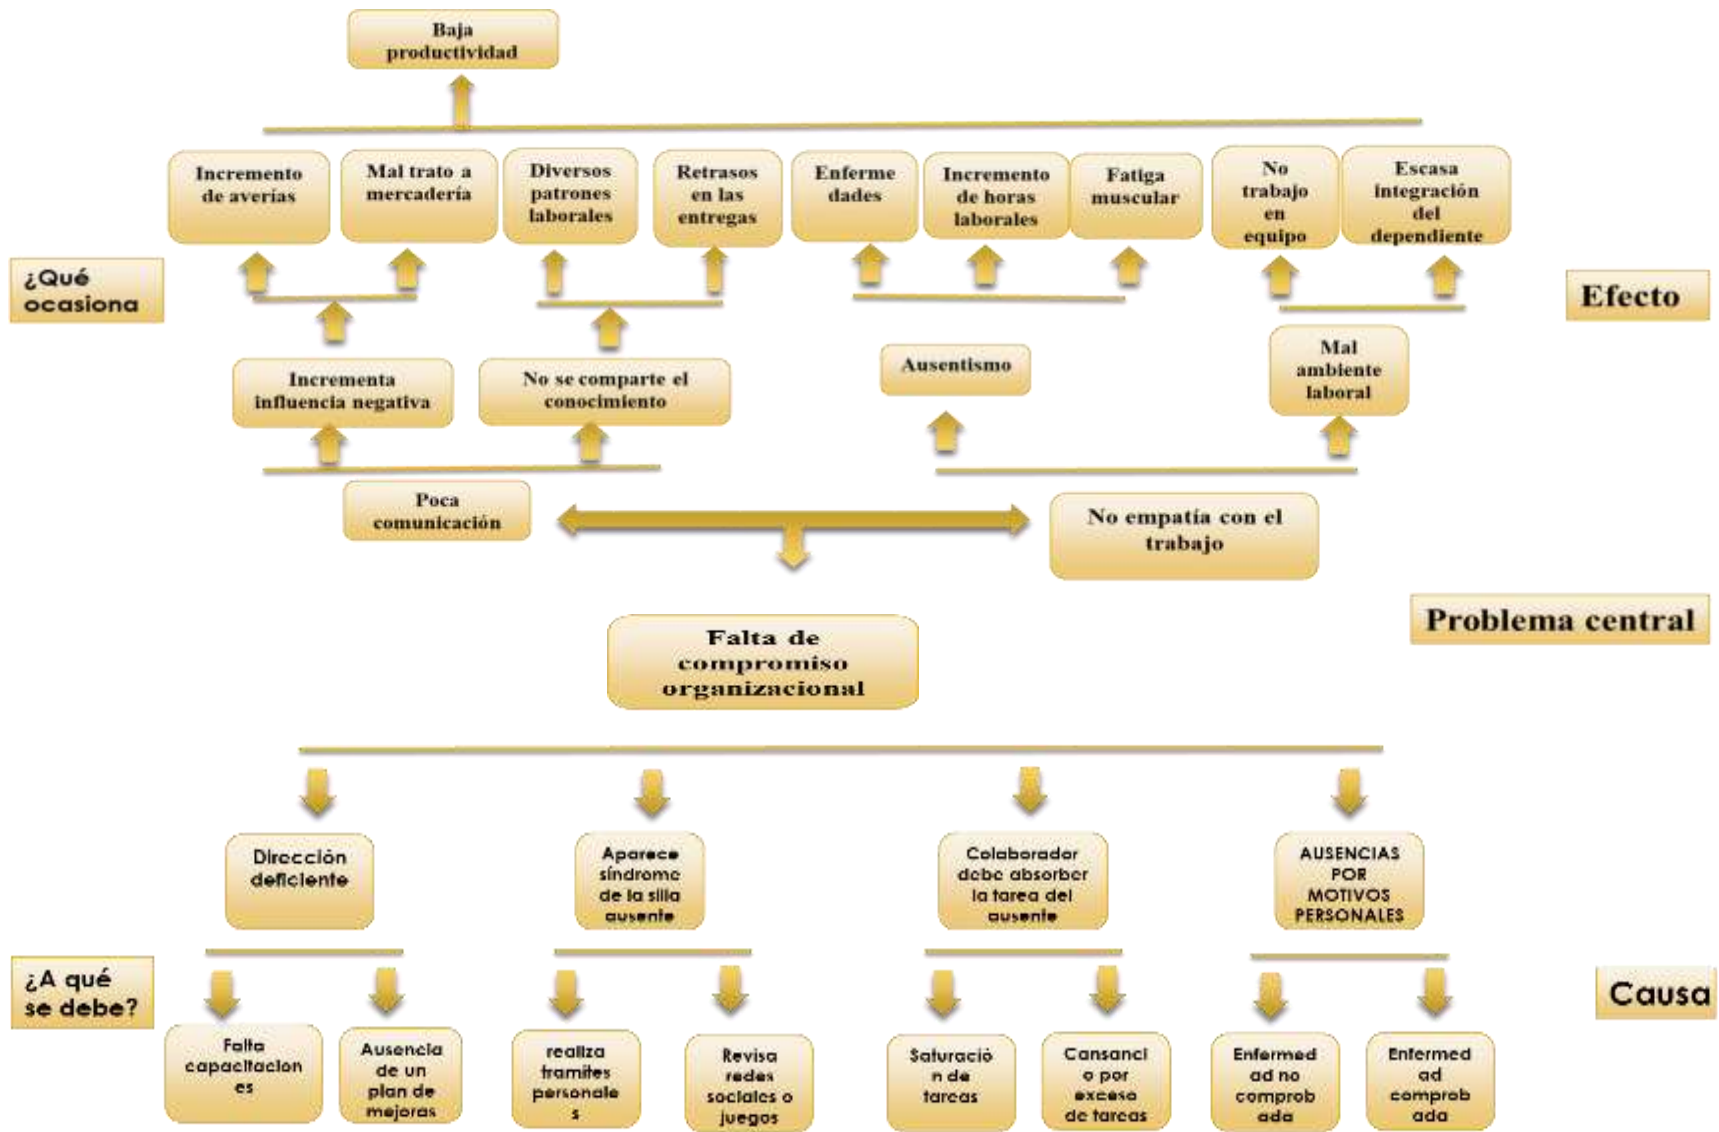 Baja
productividad
Incremento
de averías
Mal trato a
mercadería
Diversos
patrones
laborales
Retrasos
en las
entregas
Enferme
dades
Incremento
de horas
laborales
Fatiga
muscular
No
trabajo
en
equipo
Escasa
integración
del
dependiente
¿Qué
ocasiona
Efecto
Incrementa
influencia negativa
No se comparte el
conocimiento
Ausentismo
Mal
ambiente
laboral
Poca
comunicación
No empatía con el
trabajo
Problema central
Falta de
compromiso
organizacional
Dirección
deficiente
Aparece
síndrome
de la silla
ausente
Colaborador
debe absorber
la tarea del
ausente
AUSENCIAS
POR
MOTIVOS
PERSONALES
¿A qué
se debe?
Causa
Falta
capacitacion
es
Ausencia
de un
plan de
mejoras
realiza
tramites
personale
s
Revisa
redes
sociales o
juegos
Saturació
n de
tareas
Cansanci
o por
exceso
de tareas
Enfermed
ad no
comprob
ada
Enfermed
ad
comprob
ada